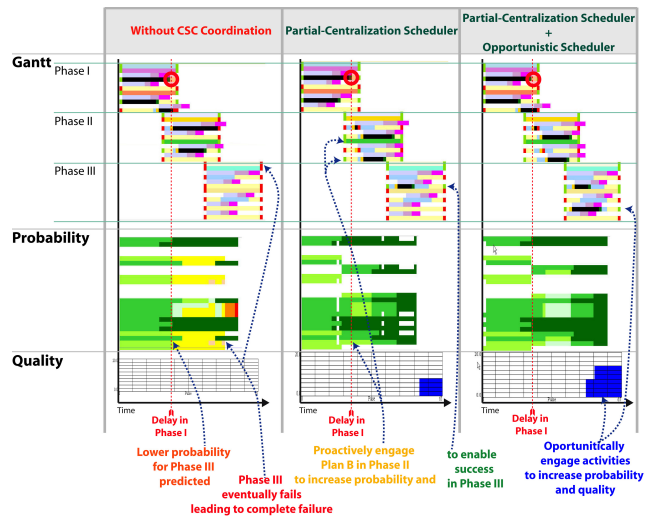 Without CSC Coordination
Partial-Centralization Scheduler
Partial-Centralization Scheduler
+
Opportunistic Scheduler
Gantt
Phase I
Phase II
Phase III
Probability
Quality
Time
Time
Time
Delay in
Phase I
Delay in
Phase I
Delay in
Phase I
Lower probability
for Phase III
predicted
Phase III
eventually fails
leading to complete failure
Proactively engage
Plan B in Phase II
to increase probability and
to enable
success
in Phase III
Oportunitically
engage activities
to increase probability
and quality